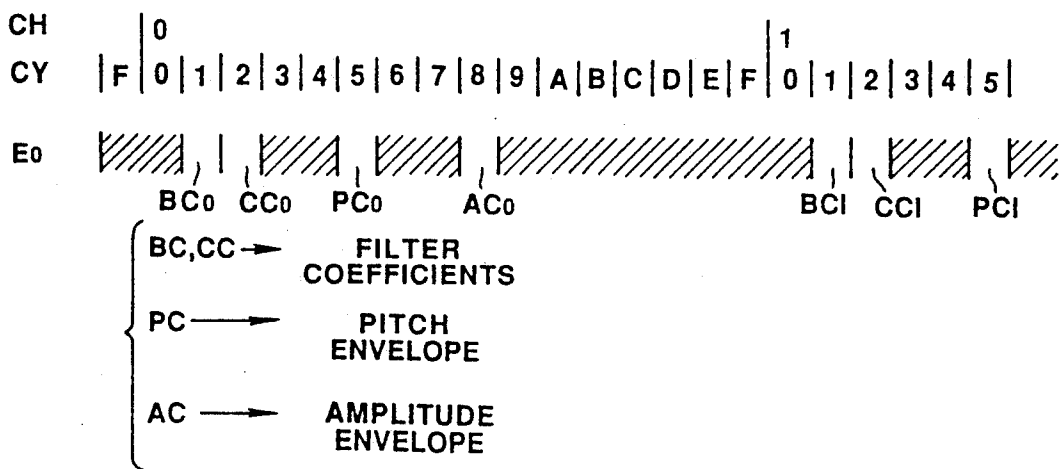 CH 0 1
CY F 0 1 2 3 4 5 6 7 8 9 A B C D E F 0 1 2 3 4 5
E0
BC0 CC0 PC0 AC0 BCI CCI PCI
BC,CC → FILTER
COEFFICIENTS
PC → PITCH
ENVELOPE
AC → AMPLITUDE
ENVELOPE